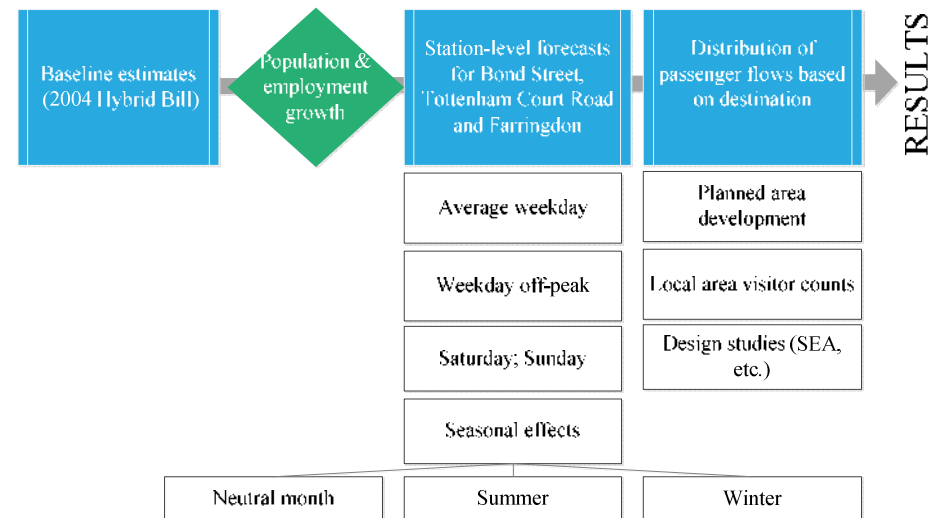 Baseline estimates
(2004 Hybrid Bill)
Population &
employment
growth
Station-level forecasts
for Bond Street,
Tottenham Court Road
and Farringdon
Distribution of
passenger flows based
on destination
RESULTS
Average weekday
Weekday off-peak
Saturday; Sunday
Seasonal effects
Planned area
development
Local area visitor counts
Design studies (SEA,
etc.)
Neutral month
Summer
Winter